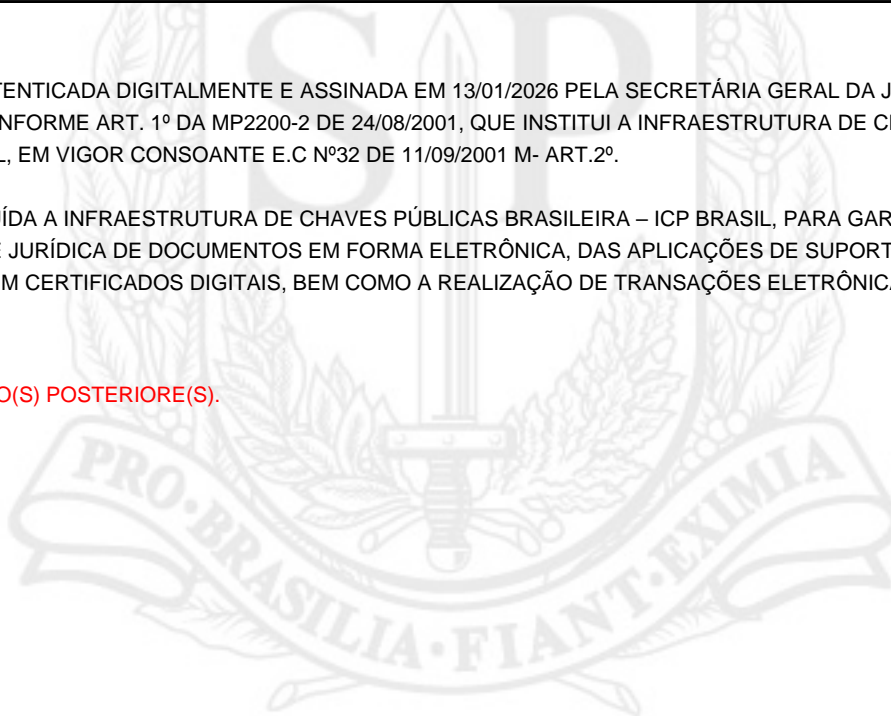 TENTICADA DIGITALMENTE E ASSINADA EM 13/01/2026 PELA SECRETÁRIA GERAL DA J
NFORME ART. 1º DA MP2200-2 DE 24/08/2001, QUE INSTITUI A INFRAESTRUTURA DE C
L, EM VIGOR CONSOANTE E.C Nº32 DE 11/09/2001 M- ART.2º.
UÍDA A INFRAESTRUTURA DE CHAVES PÚBLICAS BRASILEIRA – ICP BRASIL, PARA GAR
E JURÍDICA DE DOCUMENTOS EM FORMA ELETRÔNICA, DAS APLICAÇÕES DE SUPORT
M CERTIFICADOS DIGITAIS, BEM COMO A REALIZAÇÃO DE TRANSAÇÕES ELETRÔNICA
O(S) POSTERIORE(S).
SP
PRO·BRASILIA·FIANT·EXIMIA